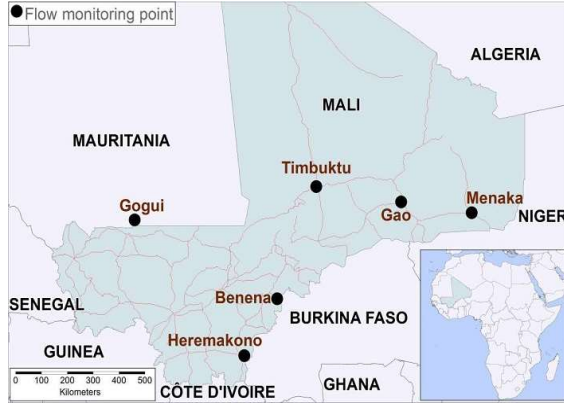 Flow monitoring point
ALGERIA
MALI
MAURITANIA
Timbuktu
Gogui
Menaka
Gao
NIGER
Benena
SENEGAL
BURKINA FASO
Heremakono
GUINEA
0 100 200 300 400 500
Kilometers
CÔTE D'IVOIRE
GHANA